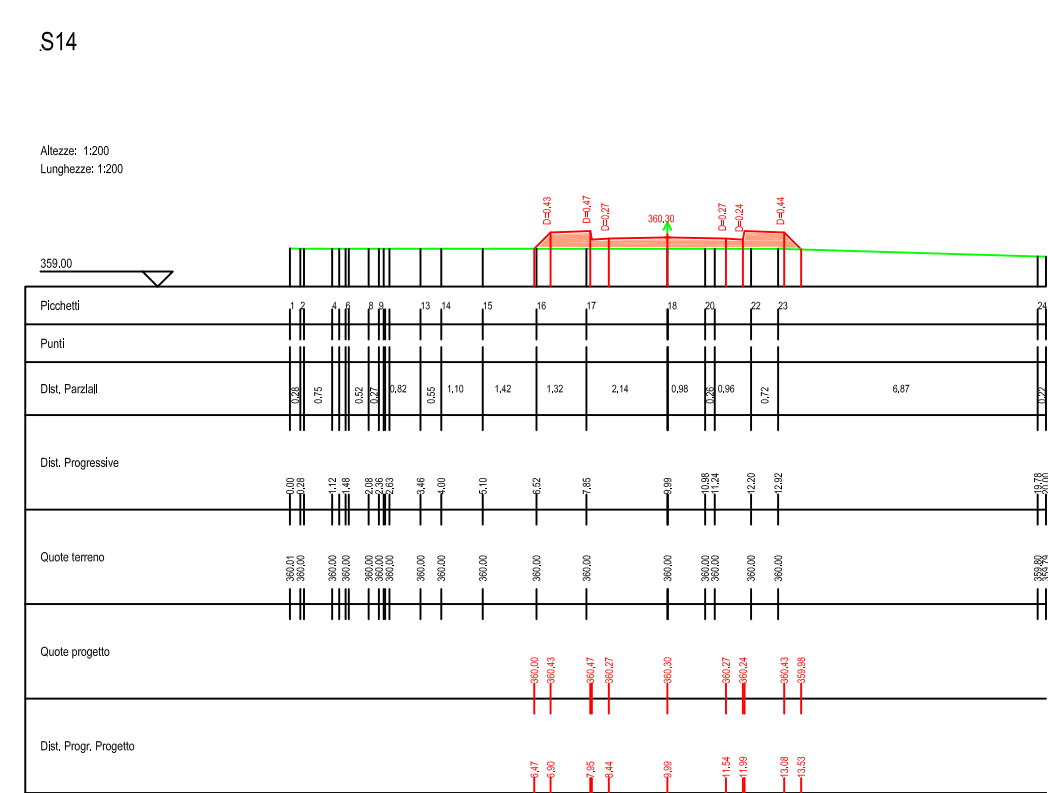 S14
Altezze: 1:200
Lunghezze: 1:200
D=0.43 D=0.47 D=0.27 360.30 D=0.27 D=0.24 D=0.44
359.00
Picchetti 1 2 4 6 8 9 13 14 15 16 17 18 20 22 23 24
Punti
Dist. Parziali 0.28 0.75 0.52 0.27 0.82 0.55 1.10 1.42 1.32 2.14 0.98 0.26 0.96 0.72 6.87 0.22
Dist. Progressive 0.00 0.28 1.12 1.48 2.08 2.36 2.63 3.46 4.00 5.10 6.52 7.85 9.99 10.98 11.24 12.20 12.92 19.78 20.00
Quote terreno 360.01 360.00 360.00 360.00 360.00 360.00 360.00 360.00 360.00 360.00 360.00 360.00 360.00 360.00 360.00 360.00 360.00 359.80 359.79
Quote progetto 360.00 360.43 360.47 360.27 360.30 360.27 360.24 360.43 359.98
Dist. Progr. Progetto 6.47 6.90 7.95 8.44 9.99 11.54 11.99 13.08 13.53